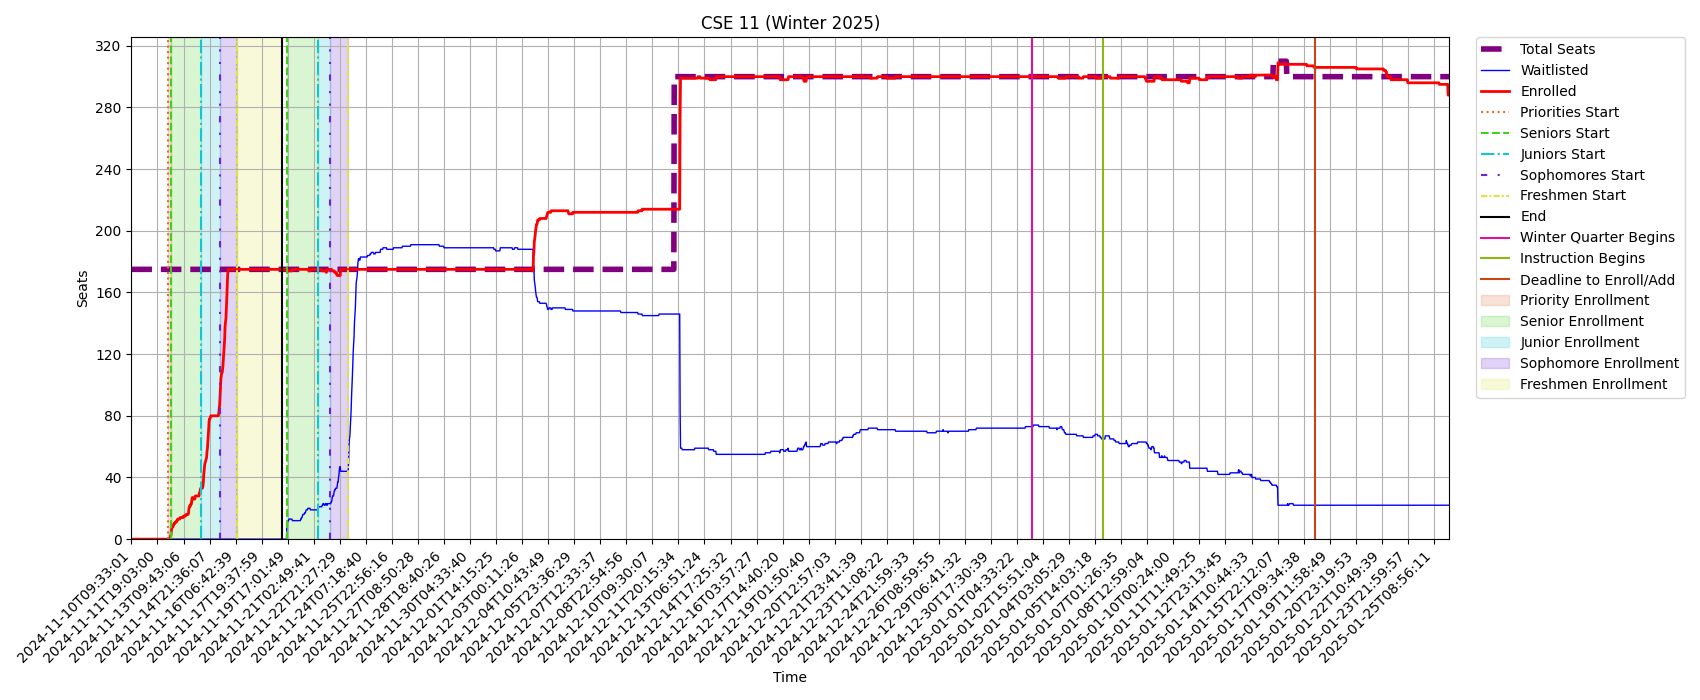 CSE 11 (Winter 2025)
Seats
320
280
240
200
160
120
80
40
0
2024-11-10T09:33:01
2024-11-11T19:03:00
2024-11-13T09:43:06
2024-11-14T21:36:07
2024-11-16T06:42:39
2024-11-17T19:37:59
2024-11-19T17:01:49
2024-11-21T02:49:41
2024-11-22T21:27:29
2024-11-24T07:18:40
2024-11-25T22:56:16
2024-11-27T08:50:28
2024-11-28T18:40:26
2024-11-30T04:33:40
2024-12-01T14:15:25
2024-12-03T00:11:26
2024-12-04T10:43:49
2024-12-05T23:36:29
2024-12-07T12:33:37
2024-12-08T22:54:56
2024-12-10T09:30:07
2024-12-11T20:15:34
2024-12-13T06:51:24
2024-12-14T17:25:32
2024-12-16T03:57:27
2024-12-17T14:40:20
2024-12-20T12:57:03
2024-12-21T23:41:39
2024-12-23T11:08:22
2024-12-24T21:59:33
2024-12-26T08:59:55
2024-12-29T06:41:32
2024-12-30T17:30:39
2025-01-01T04:33:22
2025-01-02T15:51:04
2025-01-04T03:05:29
2025-01-05T14:03:18
2025-01-07T01:26:35
2025-01-08T12:59:04
2025-01-10T00:24:00
2025-01-11T11:49:25
2025-01-12T23:13:45
2025-01-14T10:44:33
2025-01-15T22:12:07
2025-01-17T09:34:38
2025-01-19T11:58:49
2025-01-20T23:19:53
2025-01-22T10:49:39
2025-01-23T21:59:57
2025-01-25T08:56:11
Time
Total Seats
Waitlisted
Enrolled
Priorities Start
Seniors Start
Juniors Start
Sophomores Start
Freshmen Start
End
Winter Quarter Begins
Instruction Begins
Deadline to Enroll/Add
Priority Enrollment
Senior Enrollment
Junior Enrollment
Sophomore Enrollment
Freshmen Enrollment